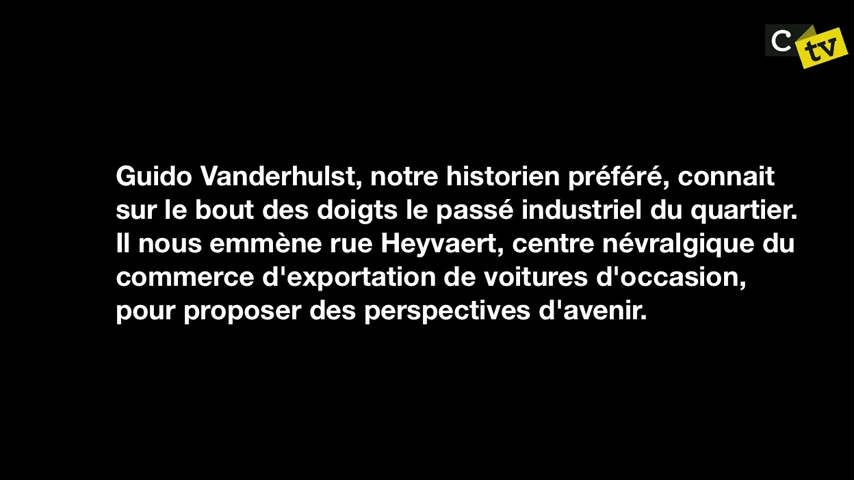 C
tv
Guido Vanderhulst, notre historien préféré, connait
sur le bout des doigts le passé industriel du quartier.
Il nous emmène rue Heyvaert, centre névralgique du
commerce d'exportation de voitures d'occasion,
pour proposer des perspectives d'avenir.